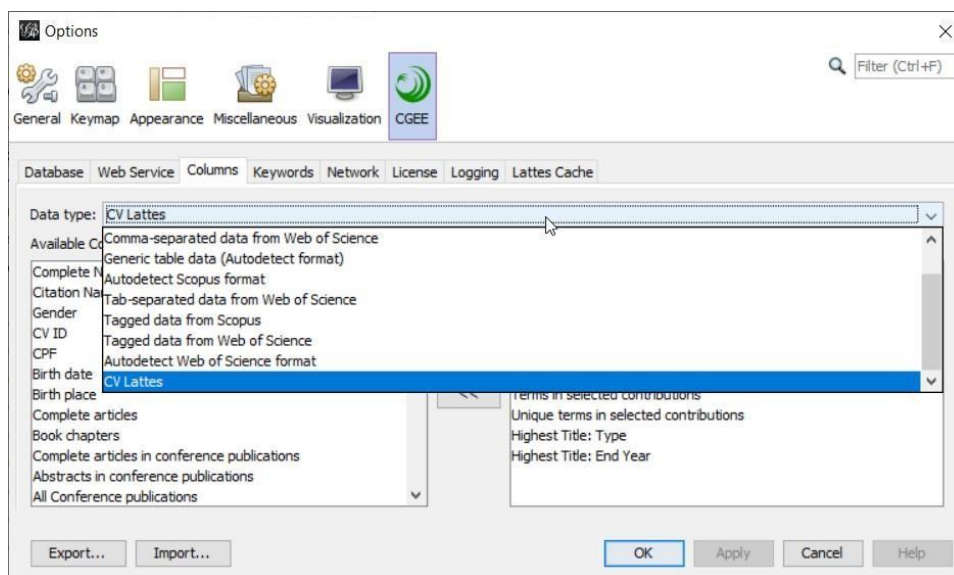 Options
Filter (Ctrl+F)
General Keymap Appearance Miscellaneous Visualization CGEE
Database Web Service Columns Keywords Network License Logging Lattes Cache
Data type: CV Lattes
Available Co
Comma-separated data from Web of Science
Generic table data (Autodetect format)
Autodetect Scopus format
Tab-separated data from Web of Science
Tagged data from Scopus
Tagged data from Web of Science
Autodetect Web of Science format
CV Lattes
Complete N
Citation Na
Gender
CV ID
CPF
Birth date
Birth place
Complete articles
Book chapters
Complete articles in conference publications
Abstracts in conference publications
All Conference publications
<<
Terms in selected contributions
Unique terms in selected contributions
Highest Title: Type
Highest Title: End Year
Export... Import... OK Apply Cancel Help